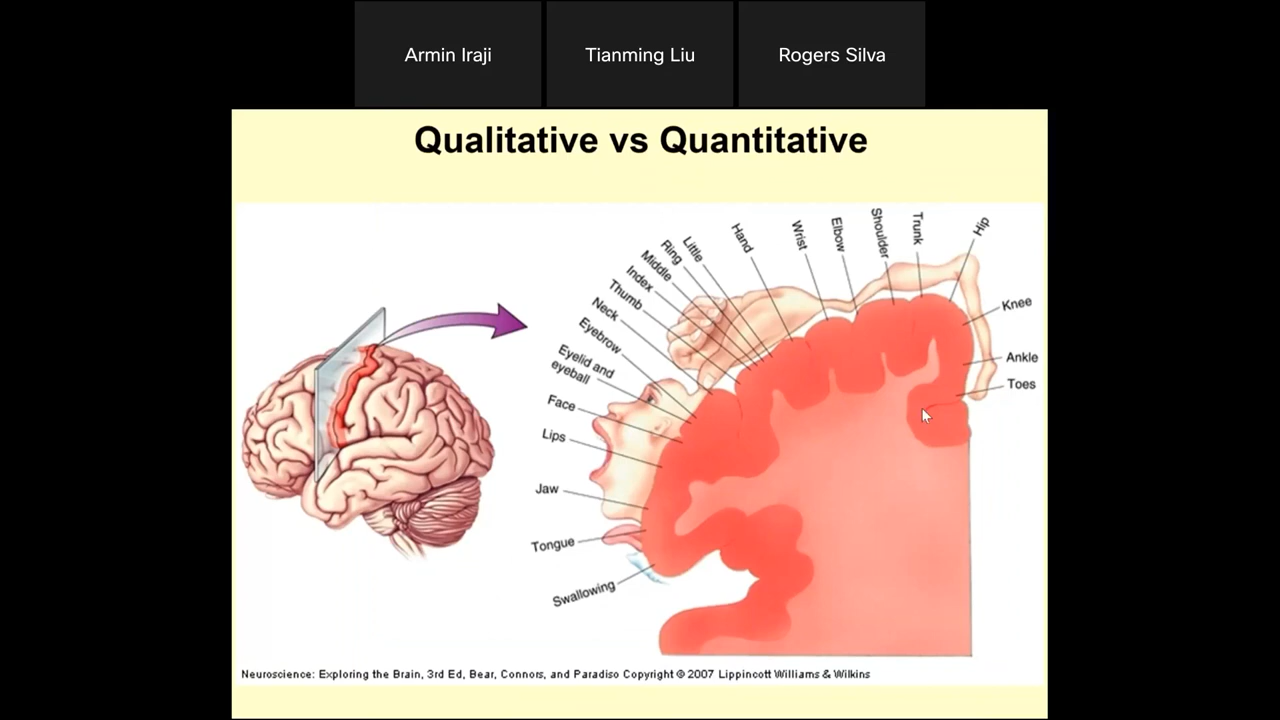 Armin Iraji
Tianming Liu
Rogers Silva
Qualitative vs Quantitative
Hip
Trunk
Shoulder
Elbow
Wrist
Hand
Little
Ring
Middle
Index
Thumb
Neck
Eyebrow
Eyelid and
eyeball
Face
Lips
Jaw
Tongue
Swallowing
Knee
Ankle
Toes
Neuroscience: Exploring the Brain, 3rd Ed, Bear, Connors, and Paradiso Copyright © 2007 Lippincott Williams & Wilkins